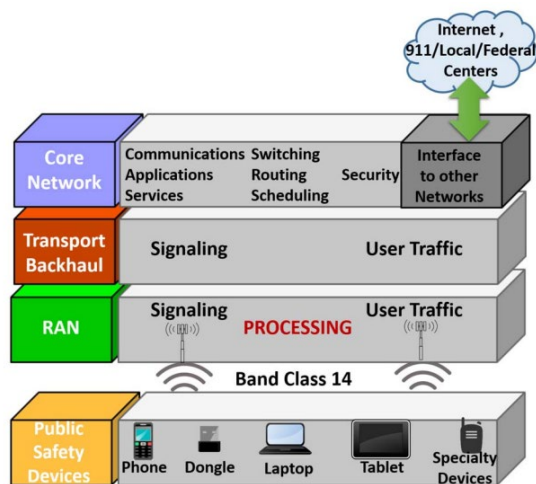 Internet ,
911/Local/Federal
Centers
Core
Network
Communications
Applications
Services
Switching
Routing
Scheduling
Security
Interface
to other
Networks
Transport
Backhaul
Signaling
User Traffic
RAN
Signaling
PROCESSING
User Traffic
Band Class 14
Public
Safety
Devices
Phone
Dongle
Laptop
Tablet
Specialty
Devices